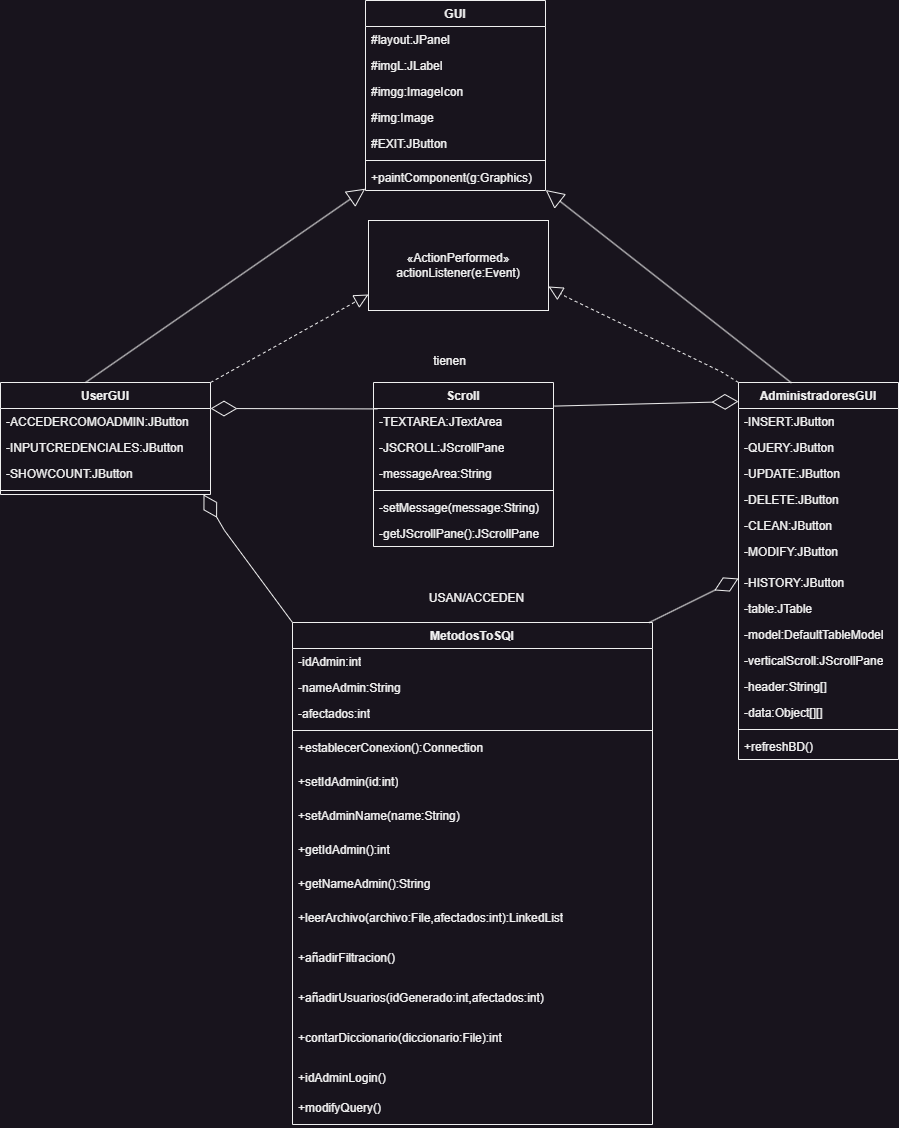 GUI
#layout:JPanel
#imgL:JLabel
#imgg:ImageIcon
#img:Image
#EXIT:JButton
+paintComponent(g:Graphics)
«ActionPerformed»
actionListener(e:Event)
tienen
UserGUI
-ACCEDERCOMOADMIN:JButton
-INPUTCREDENCIALES:JButton
-SHOWCOUNT:JButton
Scroll
-TEXTAREA:JTextArea
-JSCROLL:JScrollPane
-messageArea:String
-setMessage(message:String)
-getJScrollPane():JScrollPane
AdministradoresGUI
-INSERT:JButton
-QUERY:JButton
-UPDATE:JButton
-DELETE:JButton
-CLEAN:JButton
-MODIFY:JButton
-HISTORY:JButton
-table:JTable
-model:DefaultTableModel
-verticalScroll:JScrollPane
-header:String[]
-data:Object[][]
+refreshBD()
USAN/ACCEDEN
MetodosToSQl
-idAdmin:int
-nameAdmin:String
-afectados:int
+establecerConexion():Connection
+setIdAdmin(id:int)
+setAdminName(name:String)
+getIdAdmin():int
+getNameAdmin():String
+leerArchivo(archivo:File,afectados:int):LinkedList
+añadirFiltracion()
+añadirUsuarios(idGenerado:int,afectados:int)
+contarDiccionario(diccionario:File):int
+idAdminLogin()
+modifyQuery()